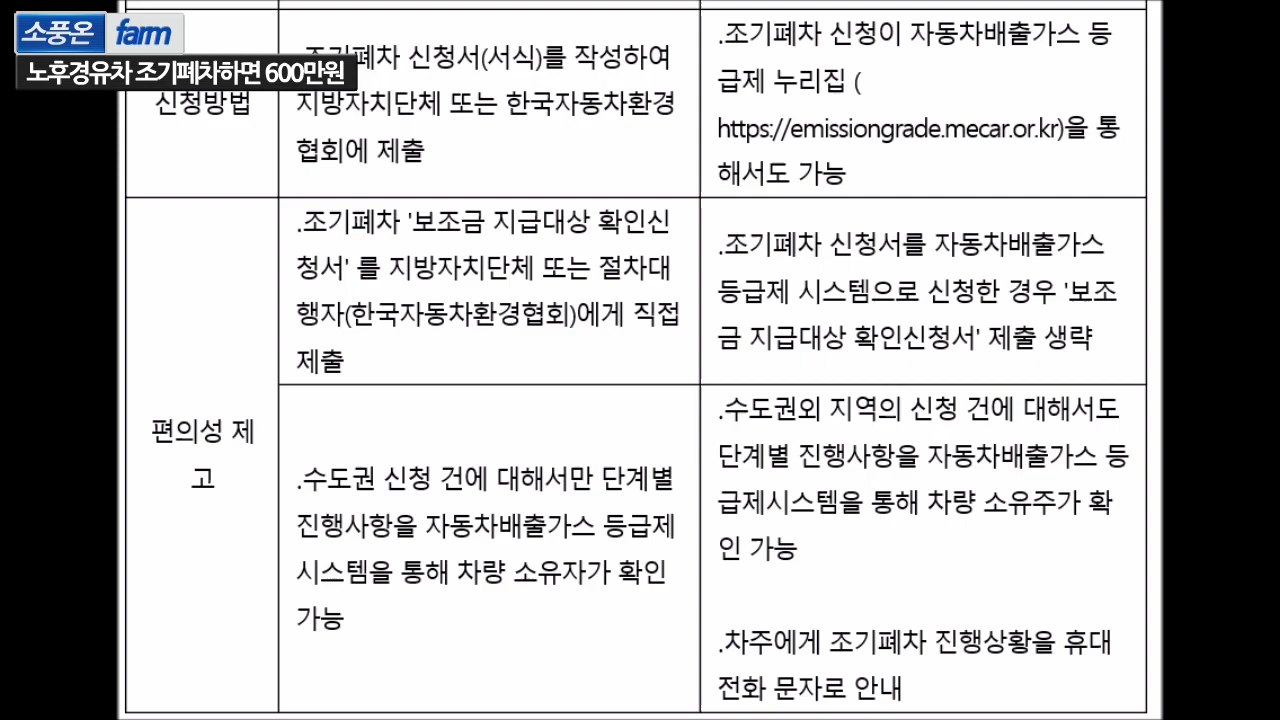 소풍온 farm
노후경유차 조기폐차하면 600만원
신청방법
.조기폐차 신청서(서식)를 작성하여
지방자치단체 또는 한국자동차환경
협회에 제출
.조기폐차 신청이 자동차배출가스 등
급제 누리집 (
https://emissiongrade.mecar.or.kr)을 통
해서도 가능
편의성 제
고
.조기폐차 '보조금 지급대상 확인신
청서' 를 지방자치단체 또는 절차대
행자(한국자동차환경협회)에게 직접
제출
.조기폐차 신청서를 자동차배출가스
등급제 시스템으로 신청한 경우 '보조
금 지급대상 확인신청서' 제출 생략
.수도권 신청 건에 대해서만 단계별
진행사항을 자동차배출가스 등급제
시스템을 통해 차량 소유자가 확인
가능
.수도권외 지역의 신청 건에 대해서도
단계별 진행사항을 자동차배출가스 등
급제시스템을 통해 차량 소유주가 확
인 가능
.차주에게 조기폐차 진행상황을 휴대
전화 문자로 안내